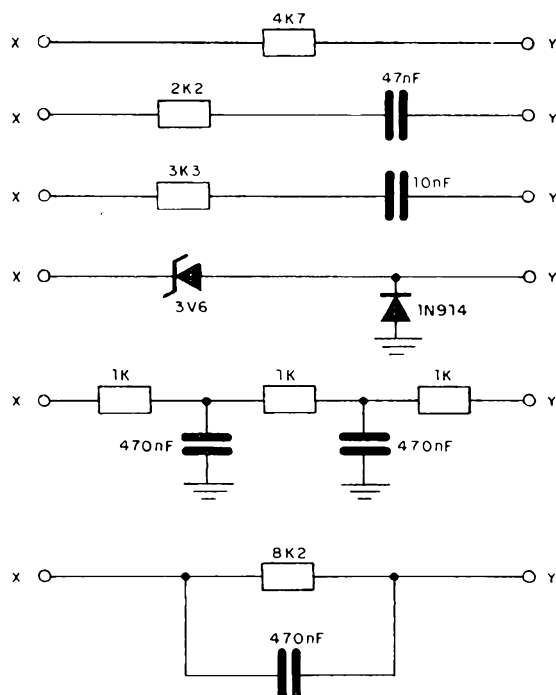 4K7
X Y
2K2 47nF
X Y
3K3 10nF
X Y
X Y
3V6 1N914
1K 1K 1K
X Y
470nF 470nF
8K2
X Y
470nF